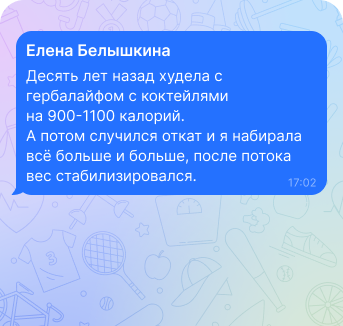 Елена Белышкина
Десять лет назад худела с
гербалайфом с коктейлями
на 900-1100 калорий.
А потом случился откат и я набирала
всё больше и больше, после потока
вес стабилизировался.
17:02